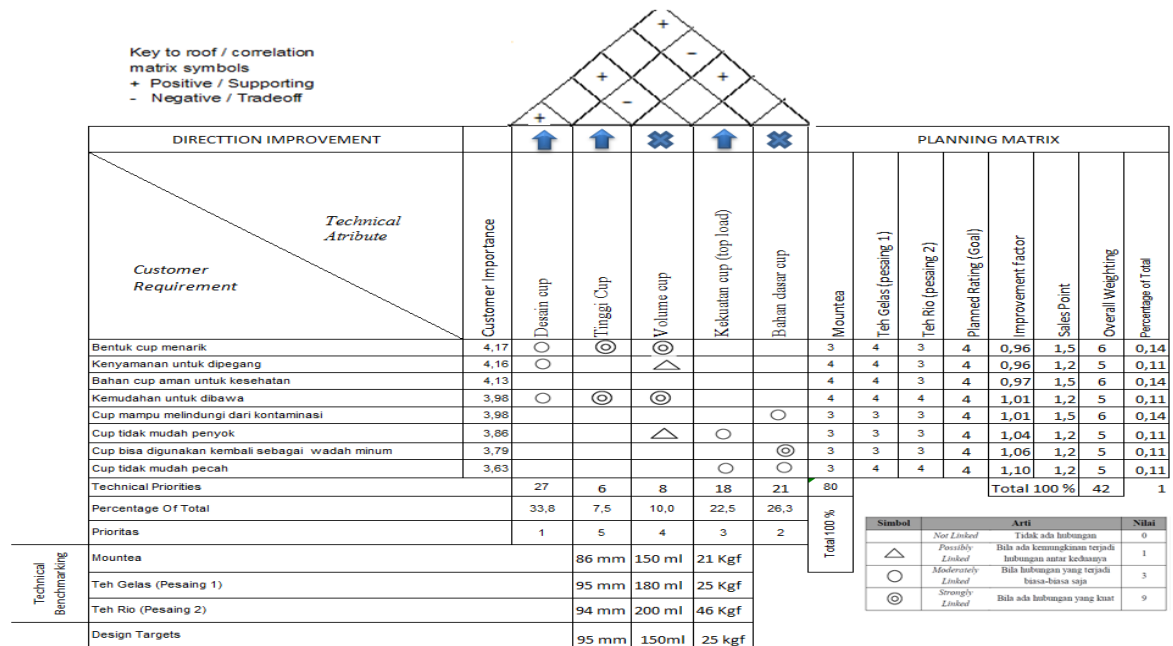 Key to roof / correlation
matrix symbols
+ Positive / Supporting
- Negative / Tradeoff
+
-
+ +
-
+
DIRECTTION IMPROVEMENT PLANNING MATRIX
Technical
Atribute
Customer
Requirement
Customer Importance
Desain cup
Tinggi Cup
Volume cup
Kekuatan cup (top load)
Bahan dasar cup
Mountea
Teh Gelas (pesaing 1)
Teh Rio (pesaing 2)
Planned Rating (Goal)
Improvement factor
Sales Point
Overall Weighting
Percentage of Total
Bentuk cup menarik 4,17 ○ ◎ ◎ 3 4 3 4 0,96 1,5 6 0,14
Kenyamanan untuk dipegang 4,16 ○ △ 4 4 3 4 0,96 1,2 5 0,11
Bahan cup aman untuk kesehatan 4,13 4 4 3 4 0,97 1,5 6 0,14
Kemudahan untuk dibawa 3,98 ○ ◎ ◎ 4 4 4 4 1,01 1,2 5 0,11
Cup mampu melindungi dari kontaminasi 3,98 ○ 3 3 3 4 1,01 1,5 6 0,14
Cup tidak mudah penyok 3,86 △ ○ 3 3 3 4 1,04 1,2 5 0,11
Cup bisa digunakan kembali sebagai wadah minum 3,79 ◎ 3 3 3 4 1,06 1,2 5 0,11
Cup tidak mudah pecah 3,63 ○ ○ 3 4 4 4 1,10 1,2 5 0,11
Technical Priorities 27 6 8 18 21 80 Total 100 % 42 1
Percentage Of Total 33,8 7,5 10,0 22,5 26,3
Prioritas 1 5 4 3 2
Total 100 %
Technical
Benchmarking
Mountea 86 mm 150 ml 21 Kgf
Teh Gelas (Pesaing 1) 95 mm 180 ml 25 Kgf
Teh Rio (Pesaing 2) 94 mm 200 ml 46 Kgf
Design Targets 95 mm 150ml 25 kgf
Simbol Arti Nilai
Not Linked Tidak ada hubungan 0
△ Possibly Linked Bila ada kemungkinan terjadi hubungan antar keduanya 1
○ Moderately Linked Bila hubungan yang terjadi biasa-biasa saja 3
◎ Strongly Linked Bila ada hubungan yang kuat 9